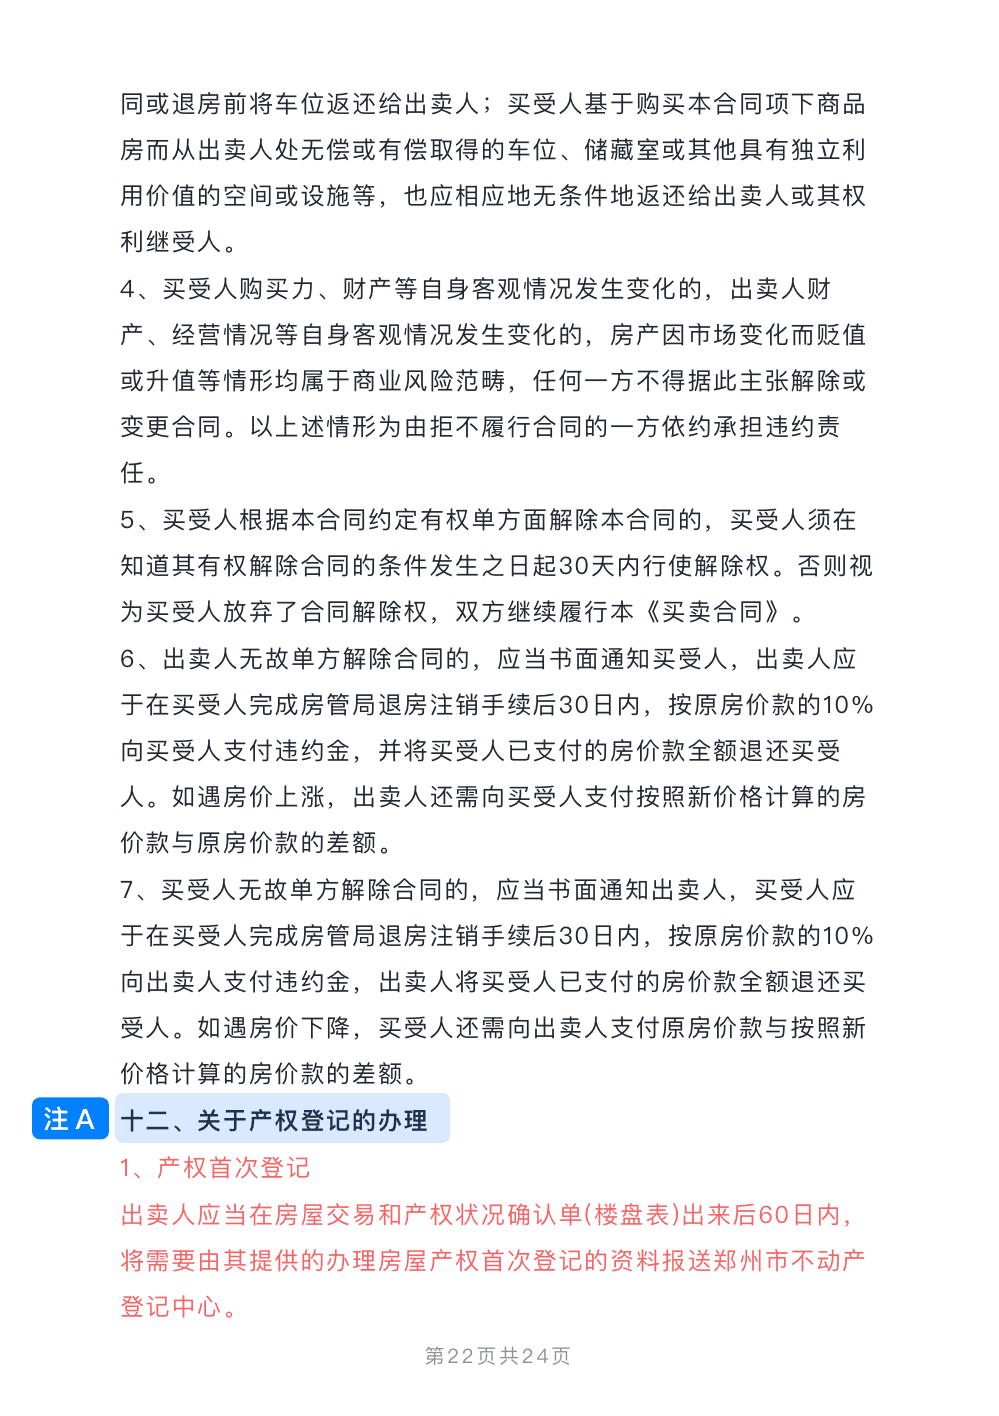 同或退房前将车位返还给出卖人；买受人基于购买本合同项下商品
房而从出卖人处无偿或有偿取得的车位、储藏室或其他具有独立利
用价值的空间或设施等，也应相应地无条件地返还给出卖人或其权
利继受人。
4、买受人购买力、财产等自身客观情况发生变化的，出卖人财
产、经营情况等自身客观情况发生变化的，房产因市场变化而贬值
或升值等情形均属于商业风险范畴，任何一方不得据此主张解除或
变更合同。以上述情形为由拒不履行合同的一方依约承担违约责
任。
5、买受人根据本合同约定有权单方面解除本合同的，买受人须在
知道其有权解除合同的条件发生之日起30天内行使解除权。否则视
为买受人放弃了合同解除权，双方继续履行本《买卖合同》。
6、出卖人无故单方解除合同的，应当书面通知买受人，出卖人应
于在买受人完成房管局退房注销手续后30日内，按原房价款的10%
向买受人支付违约金，并将买受人已支付的房价款全额退还买受
人。如遇房价上涨，出卖人还需向买受人支付按照新价格计算的房
价款与原房价款的差额。
7、买受人无故单方解除合同的，应当书面通知出卖人，买受人应
于在买受人完成房管局退房注销手续后30日内，按原房价款的10%
向出卖人支付违约金，出卖人将买受人已支付的房价款全额退还买
受人。如遇房价下降，买受人还需向出卖人支付原房价款与按照新
价格计算的房价款的差额。
注 A 十二、关于产权登记的办理
1、产权首次登记
出卖人应当在房屋交易和产权状况确认单(楼盘表)出来后60日内，
将需要由其提供的办理房屋产权首次登记的资料报送郑州市不动产
登记中心。
第22页共24页